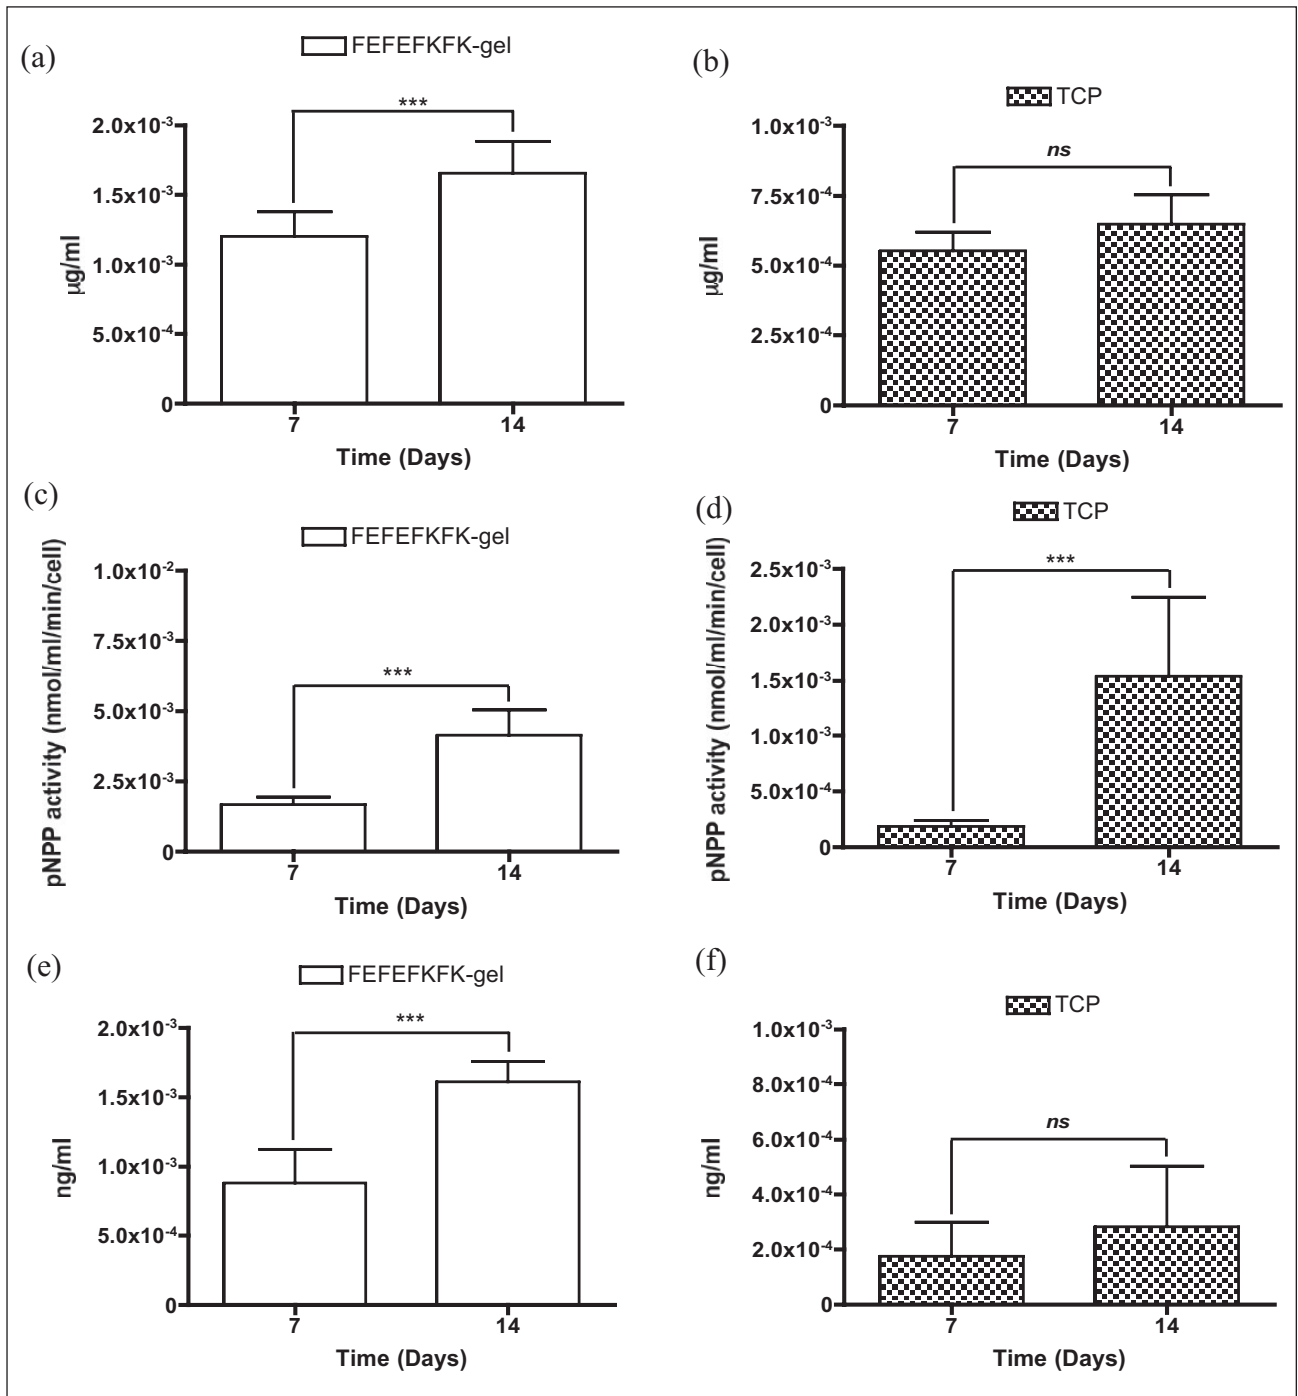 (a)
FEFEFKFK-gel
***
2.0x10⁻³
1.5x10⁻³
1.0x10⁻³
5.0x10⁻⁴
0
µg/ml
7
14
Time (Days)
(b)
TCP
ns
1.0x10⁻³
7.5x10⁻⁴
5.0x10⁻⁴
2.5x10⁻⁴
0
µg/ml
7
14
Time (Days)
(c)
FEFEFKFK-gel
***
1.0x10⁻²
7.5x10⁻³
5.0x10⁻³
2.5x10⁻³
0
pNPP activity (nmol/ml/min/cell)
7
14
Time (Days)
(d)
TCP
***
2.5x10⁻³
2.0x10⁻³
1.5x10⁻³
1.0x10⁻³
5.0x10⁻⁴
0
pNPP activity (nmol/ml/min/cell)
7
14
Time (Days)
(e)
FEFEFKFK-gel
***
2.0x10⁻³
1.5x10⁻³
1.0x10⁻³
5.0x10⁻⁴
0
ng/ml
7
14
Time (Days)
(f)
TCP
ns
1.0x10⁻³
8.0x10⁻⁴
6.0x10⁻⁴
4.0x10⁻⁴
2.0x10⁻⁴
0
ng/ml
7
14
Time (Days)